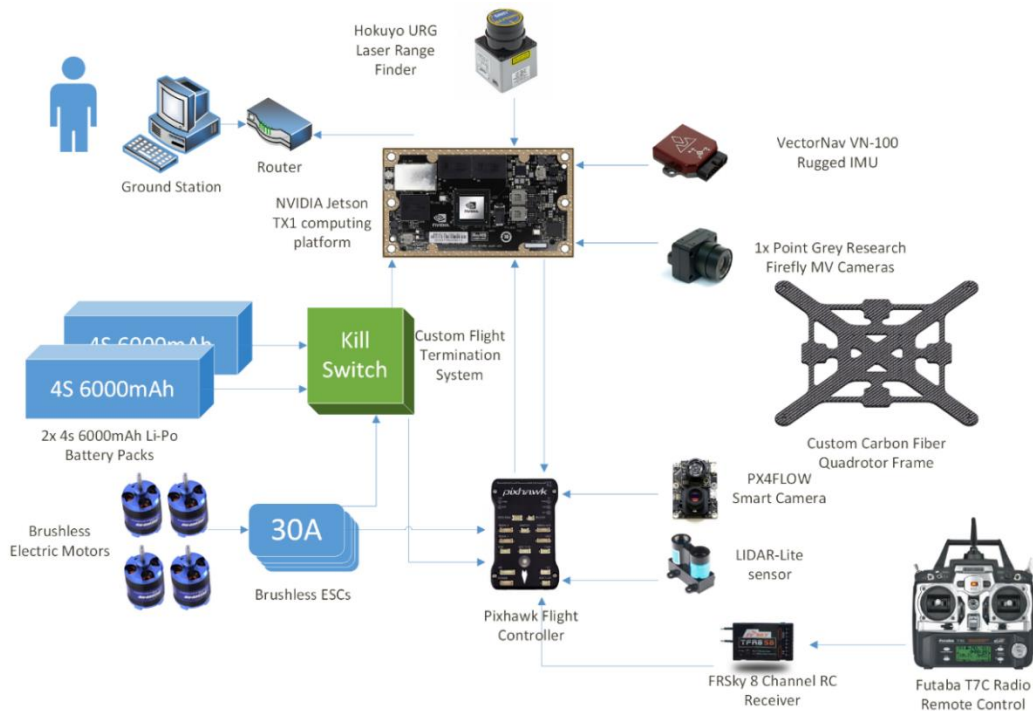 Hokuyo URG
Laser Range
Finder
Ground Station
Router
NVIDIA Jetson
TX1 computing
platform
VectorNav VN-100
Rugged IMU
1x Point Grey Research
Firefly MV Cameras
4S 6000mAh
4S 6000mAh
2x 4s 6000mAh Li-Po
Battery Packs
Kill
Switch
Custom Flight
Termination
System
Custom Carbon Fiber
Quadrotor Frame
Brushless
Electric Motors
30A
Brushless ESCs
pixhawk
Pixhawk Flight
Controller
PX4FLOW
Smart Camera
LIDAR-Lite
sensor
FRSky 8 Channel RC
Receiver
Futaba T7C Radio
Remote Control